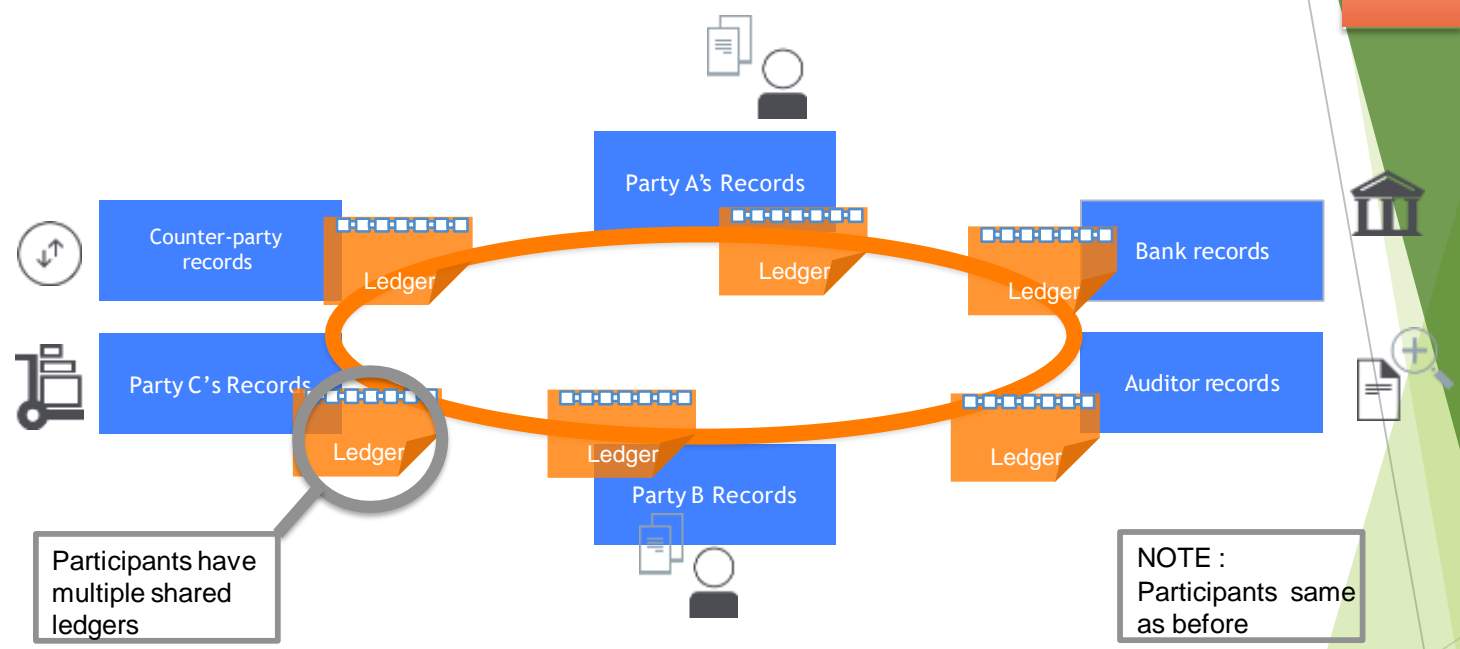 Party A's Records
Counter-party
records
Ledger
Ledger
Bank records
Ledger
Party C's Records
Ledger
Ledger
Party B Records
Auditor records
Ledger
Participants have
multiple shared
ledgers
NOTE :
Participants same
as before